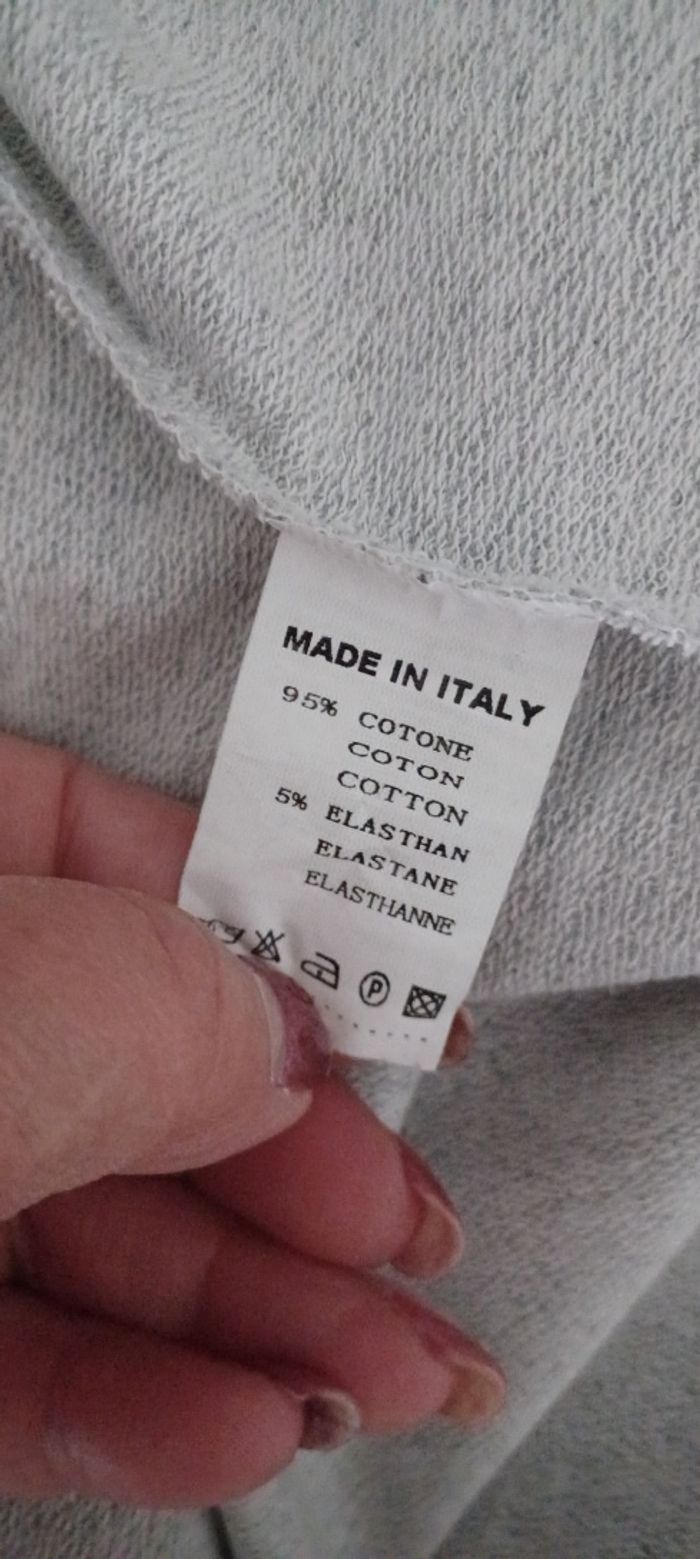 MADE IN ITALY
95% COTONE
COTON
COTTON
5% ELASTHAN
ELASTANE
ELASTHANNE
P